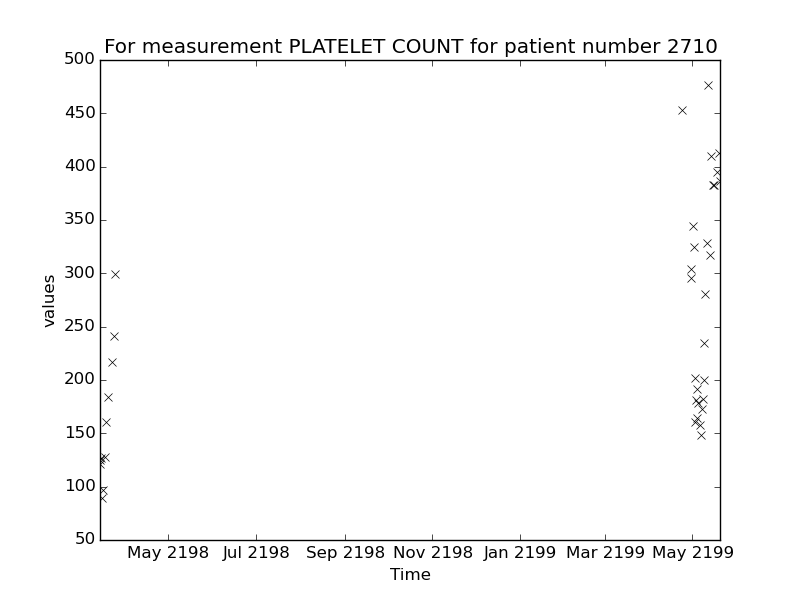 For measurement PLATELET COUNT for patient number 2710
500
450
400
350
300
250
200
150
100
50
values
May 2198 Jul 2198 Sep 2198 Nov 2198 Jan 2199 Mar 2199 May 2199
Time